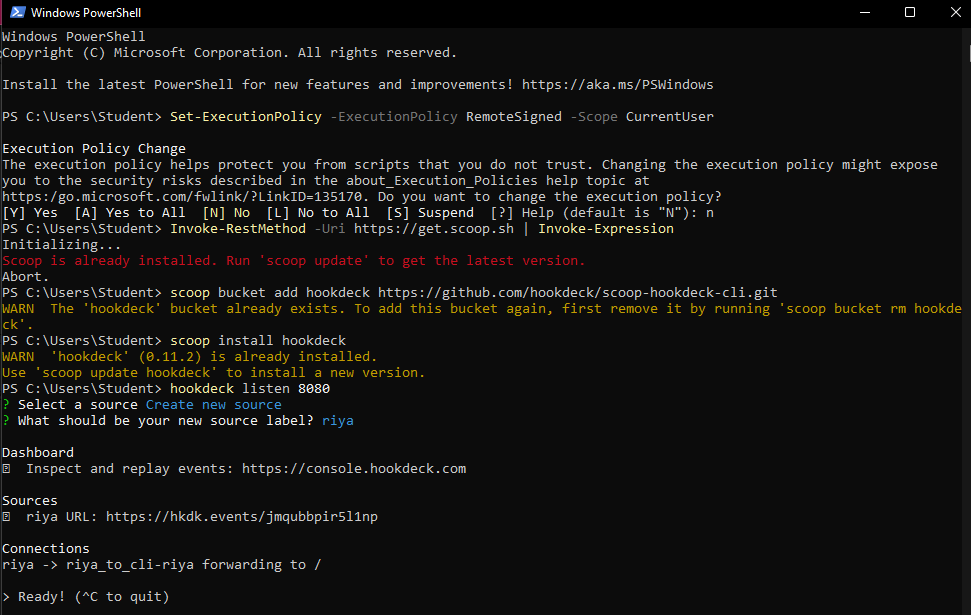 Windows PowerShell
Windows PowerShell
Copyright (C) Microsoft Corporation. All rights reserved.
Install the latest PowerShell for new features and improvements! https://aka.ms/PSWindows
PS C:\Users\Student> Set-ExecutionPolicy -ExecutionPolicy RemoteSigned -Scope CurrentUser
Execution Policy Change
The execution policy helps protect you from scripts that you do not trust. Changing the execution policy might expose
you to the security risks described in the about_Execution_Policies help topic at
https:/go.microsoft.com/fwlink/?LinkID=135170. Do you want to change the execution policy?
[Y] Yes  [A] Yes to All  [N] No  [L] No to All  [S] Suspend  [?] Help (default is "N"): n
PS C:\Users\Student> Invoke-RestMethod -Uri https://get.scoop.sh | Invoke-Expression
Initializing...
Scoop is already installed. Run 'scoop update' to get the latest version.
Abort.
PS C:\Users\Student> scoop bucket add hookdeck https://github.com/hookdeck/scoop-hookdeck-cli.git
WARN  The 'hookdeck' bucket already exists. To add this bucket again, first remove it by running 'scoop bucket rm hookde
ck'.
PS C:\Users\Student> scoop install hookdeck
WARN  'hookdeck' (0.11.2) is already installed.
Use 'scoop update hookdeck' to install a new version.
PS C:\Users\Student> hookdeck listen 8080
? Select a source Create new source
? What should be your new source label? riya
Dashboard
Inspect and replay events: https://console.hookdeck.com
Sources
riya URL: https://hkdk.events/jmqubbpir5l1np
Connections
riya -> riya_to_cli-riya forwarding to /
> Ready! (^C to quit)